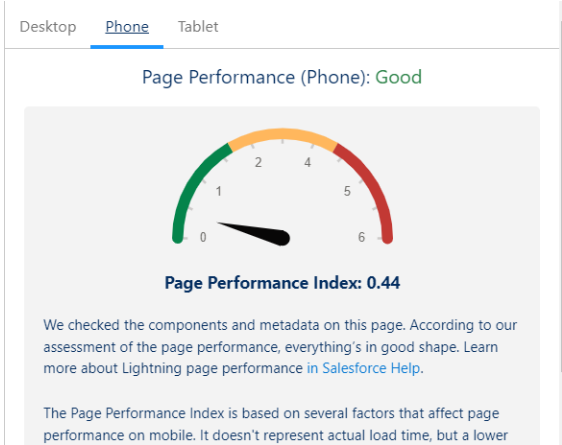 Desktop Phone Tablet
Page Performance (Phone): Good
0 1 2 4 5 6
Page Performance Index: 0.44
We checked the components and metadata on this page. According to our
assessment of the page performance, everything's in good shape. Learn
more about Lightning page performance in Salesforce Help.
The Page Performance Index is based on several factors that affect page
performance on mobile. It doesn't represent actual load time, but a lower